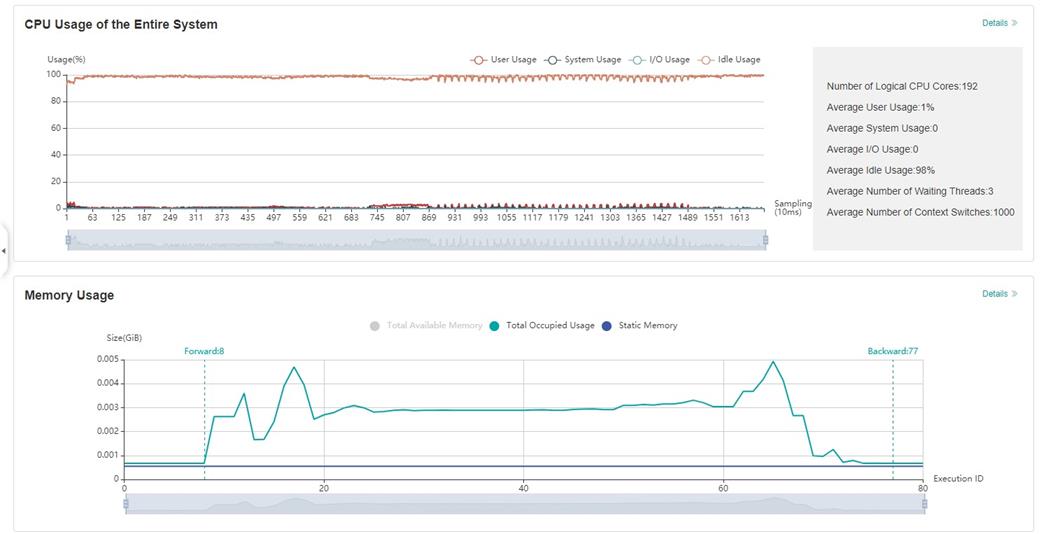 CPU Usage of the Entire System
Details »
Usage(%)
User Usage System Usage I/O Usage Idle Usage
100
80
60
40
20
0
1 63 125 187 249 311 373 435 497 559 621 683 745 807 869 931 993 1055 1117 1179 1241 1303 1365 1427 1489 1551 1613
Sampling
(10ms)
Number of Logical CPU Cores:192
Average User Usage:1%
Average System Usage:0
Average I/O Usage:0
Average Idle Usage:98%
Average Number of Waiting Threads:3
Average Number of Context Switches:1000
Memory Usage
Details »
Total Available Memory Total Occupied Usage Static Memory
Size(GiB)
Forward:8
Backward:77
0.005
0.004
0.003
0.002
0.001
0
0 20 40 60 80
Execution ID